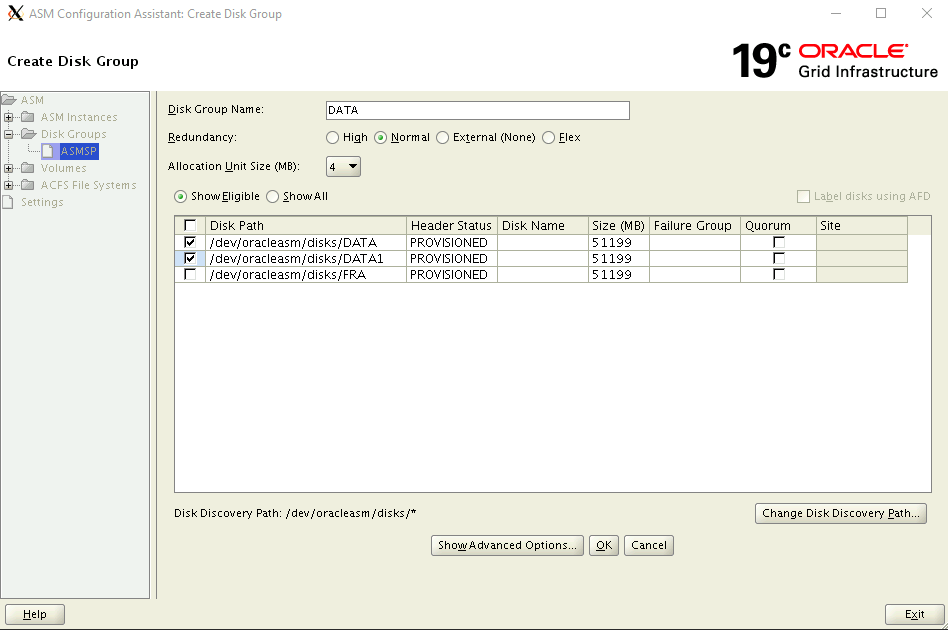 ASM Configuration Assistant: Create Disk Group
Create Disk Group
19c ORACLE
Grid Infrastructure
ASM
ASM Instances
Disk Groups
ASMSP
Volumes
ACFS File Systems
Settings
Disk Group Name: DATA
Redundancy: High Normal External (None) Flex
Allocation Unit Size (MB): 4
Show Eligible Show All Label disks using AFD
Disk Path Header Status Disk Name Size (MB) Failure Group Quorum Site
/dev/oracleasm/disks/DATA PROVISIONED 51199
/dev/oracleasm/disks/DATA1 PROVISIONED 51199
/dev/oracleasm/disks/FRA PROVISIONED 51199
Disk Discovery Path: /dev/oracleasm/disks/* Change Disk Discovery Path...
Show Advanced Options... OK Cancel
Help Exit